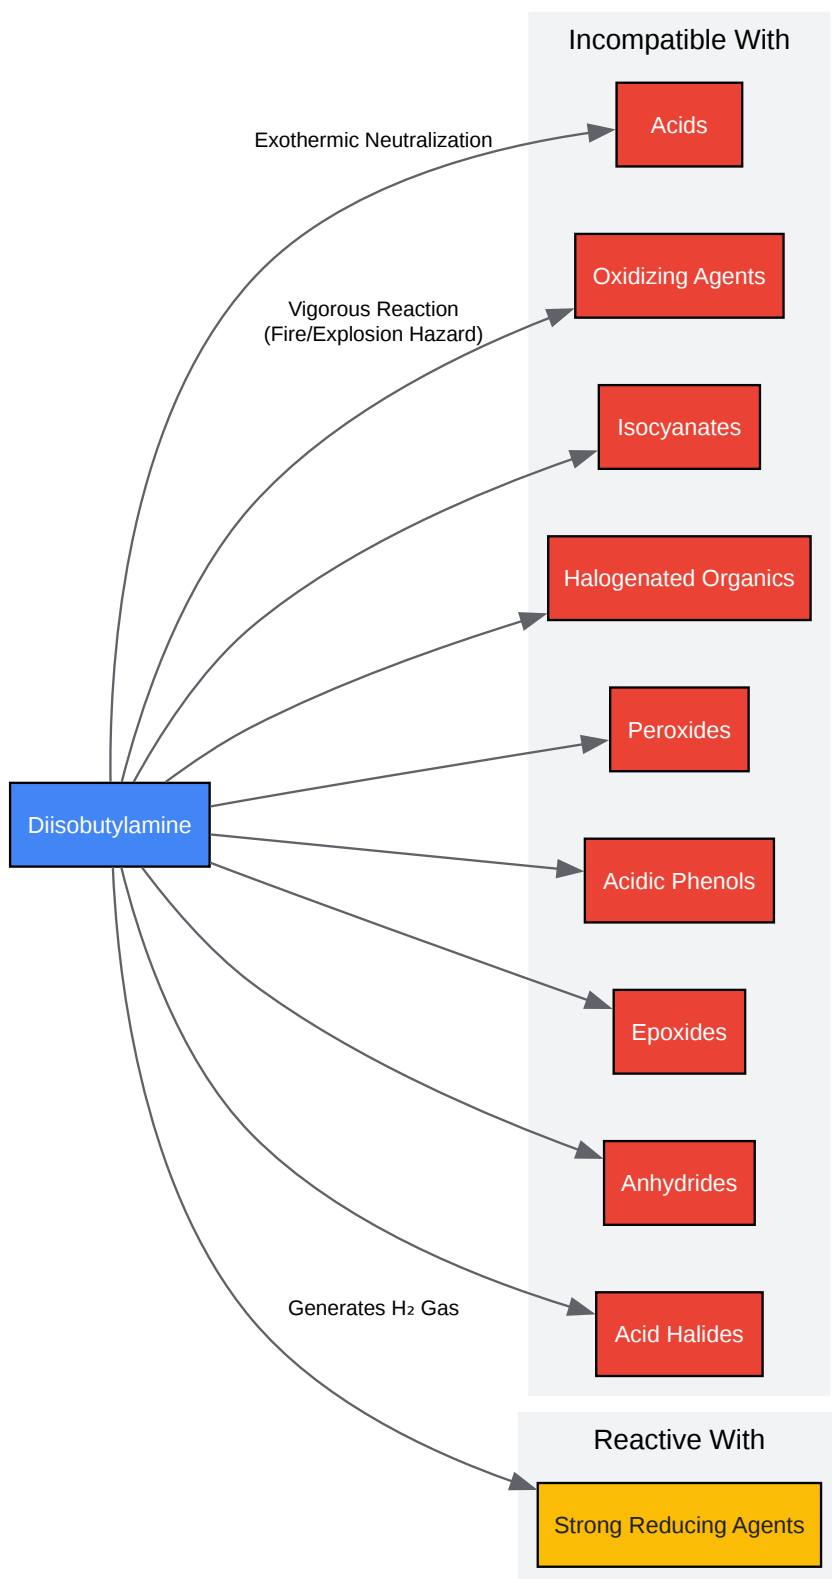 Incompatible With
Acids
Exothermic Neutralization
Oxidizing Agents
Vigorous Reaction
(Fire/Explosion Hazard)
Isocyanates
Halogenated Organics
Peroxides
Diisobutylamine
Acidic Phenols
Epoxides
Anhydrides
Generates H₂ Gas
Acid Halides
Reactive With
Strong Reducing Agents